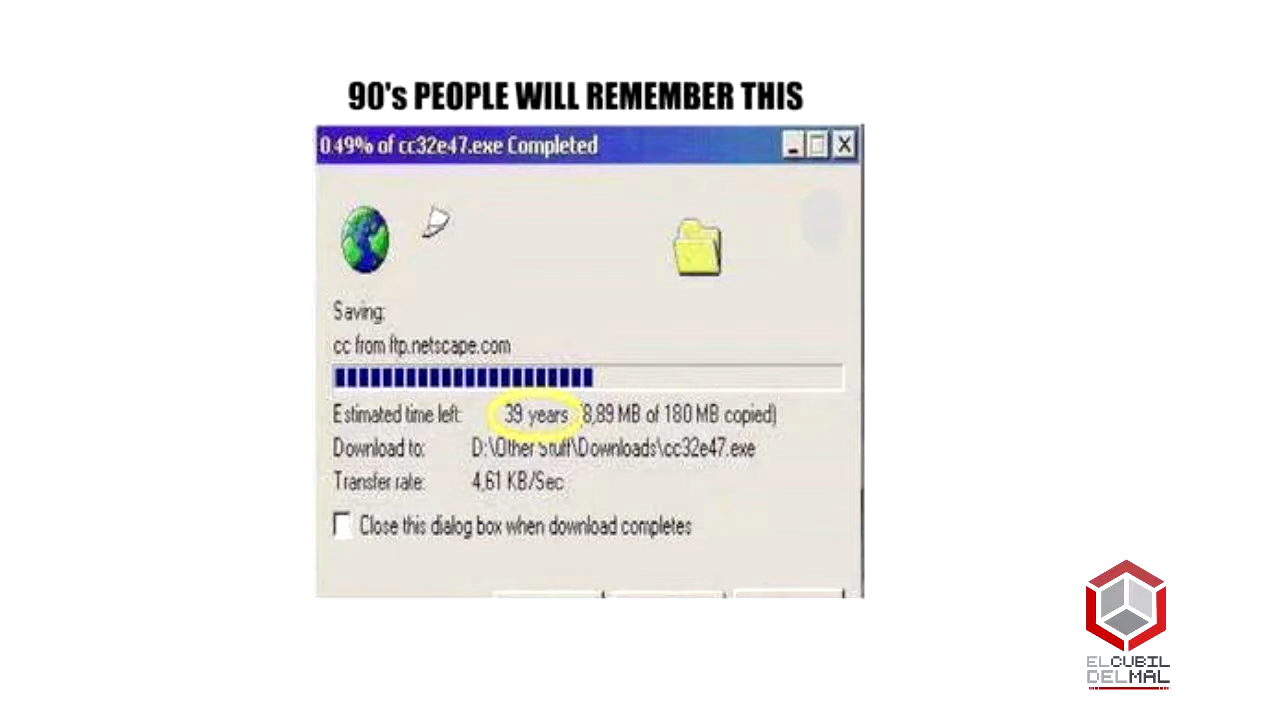 90's PEOPLE WILL REMEMBER THIS
0.49% of cc32e47.exe Completed
Saving:
cc from ftp.netscape.com
Estimated time left: 39 years (8,89 MB of 180 MB copied)
Download to: D:\Other Stuff\Downloads\cc32e47.exe
Transfer rate: 4,61 KB/Sec
Close this dialog box when download completes
ELCUBIL
DELMAL